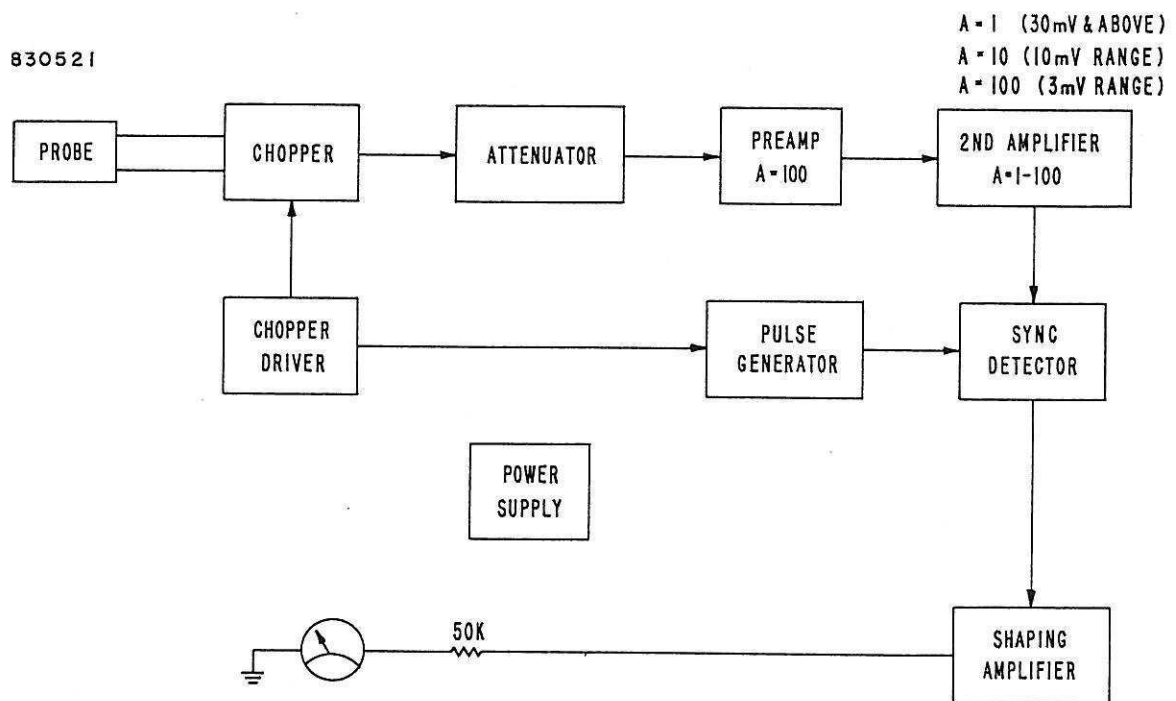 A=1 (30mV & ABOVE)
830521
A=10 (10mV RANGE)
A=100 (3mV RANGE)
PROBE
CHOPPER
ATTENUATOR
PREAMP
A=100
2ND AMPLIFIER
A=1-100
CHOPPER
DRIVER
PULSE
GENERATOR
SYNC
DETECTOR
POWER
SUPPLY
50K
SHAPING
AMPLIFIER